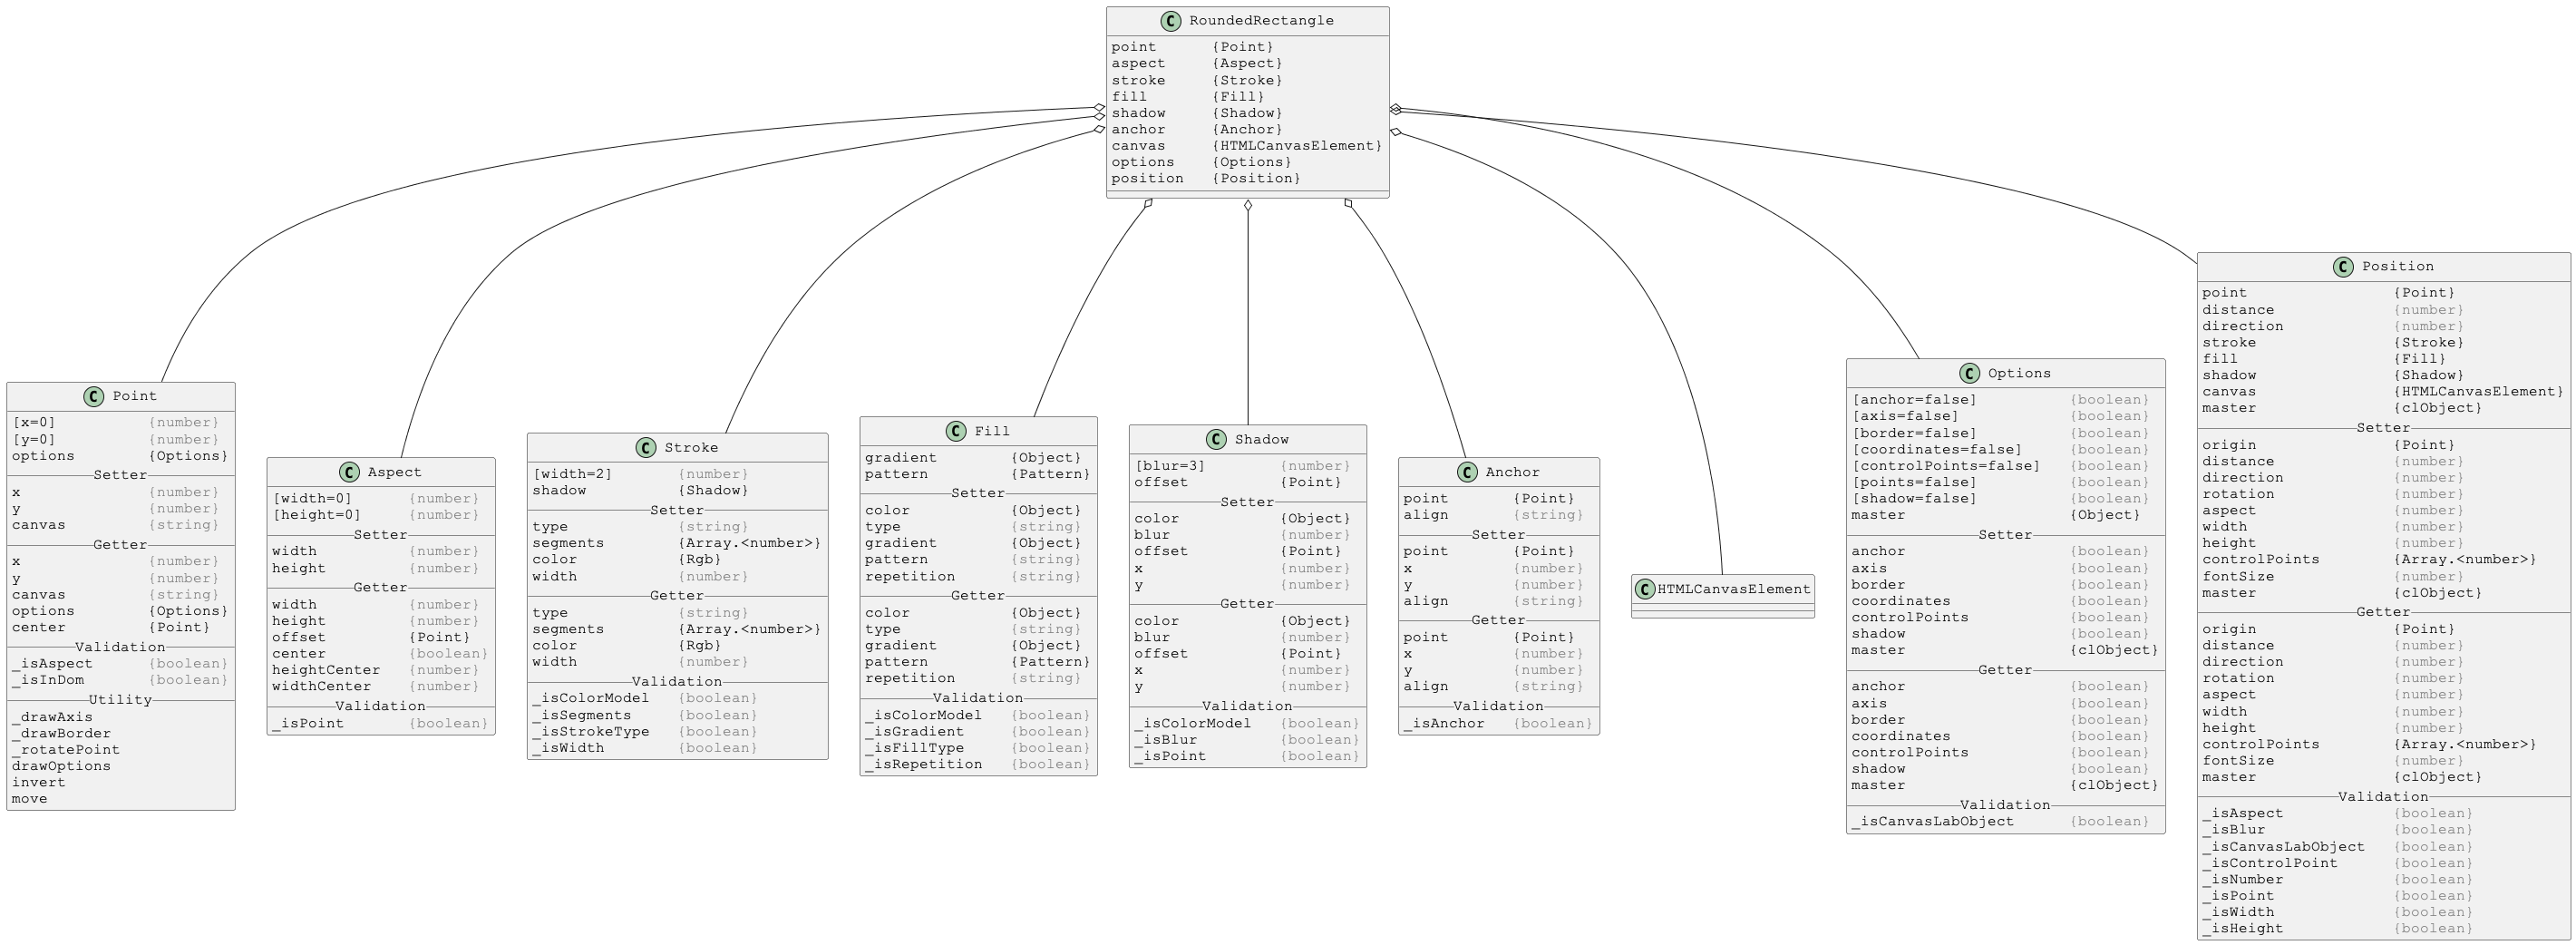 C RoundedRectangle
point {Point}
aspect {Aspect}
stroke {Stroke}
fill {Fill}
shadow {Shadow}
anchor {Anchor}
canvas {HTMLCanvasElement}
options {Options}
position {Position}
C Point
[x=0] {number}
[y=0] {number}
options {Options}
Setter
x {number}
y {number}
canvas {string}
Getter
x {number}
y {number}
canvas {string}
options {Options}
center {Point}
Validation
_isAspect {boolean}
_isInDom {boolean}
Utility
_drawAxis
_drawBorder
_rotatePoint
drawOptions
invert
move
C Aspect
[width=0] {number}
[height=0] {number}
Setter
width {number}
height {number}
Getter
width {number}
height {number}
offset {Point}
center {boolean}
heightCenter {number}
widthCenter {number}
Validation
_isPoint {boolean}
C Stroke
[width=2] {number}
shadow {Shadow}
Setter
type {string}
segments {Array.<number>}
color {Rgb}
width {number}
Getter
type {string}
segments {Array.<number>}
color {Rgb}
width {number}
Validation
_isColorModel {boolean}
_isSegments {boolean}
_isStrokeType {boolean}
_isWidth {boolean}
C Fill
gradient {Object}
pattern {Pattern}
Setter
color {Object}
type {string}
gradient {Object}
pattern {string}
repetition {string}
Getter
color {Object}
type {string}
gradient {Object}
pattern {Pattern}
repetition {string}
Validation
_isColorModel {boolean}
_isGradient {boolean}
_isFillType {boolean}
_isRepetition {boolean}
C Shadow
[blur=3] {number}
offset {Point}
Setter
color {Object}
blur {number}
offset {Point}
x {number}
y {number}
Getter
color {Object}
blur {number}
offset {Point}
x {number}
y {number}
Validation
_isColorModel {boolean}
_isBlur {boolean}
_isPoint {boolean}
C Anchor
point {Point}
align {string}
Setter
point {Point}
x {number}
y {number}
align {string}
Getter
point {Point}
x {number}
y {number}
align {string}
Validation
_isAnchor {boolean}
C HTMLCanvasElement
C Options
[anchor=false] {boolean}
[axis=false] {boolean}
[border=false] {boolean}
[coordinates=false] {boolean}
[controlPoints=false] {boolean}
[points=false] {boolean}
[shadow=false] {boolean}
master {Object}
Setter
anchor {boolean}
axis {boolean}
border {boolean}
coordinates {boolean}
controlPoints {boolean}
shadow {boolean}
master {clObject}
Getter
anchor {boolean}
axis {boolean}
border {boolean}
coordinates {boolean}
controlPoints {boolean}
shadow {boolean}
master {clObject}
Validation
_isCanvasLabObject {boolean}
C Position
point {Point}
distance {number}
direction {number}
stroke {Stroke}
fill {Fill}
shadow {Shadow}
canvas {HTMLCanvasElement}
master {clObject}
Setter
origin {Point}
distance {number}
direction {number}
rotation {number}
aspect {number}
width {number}
height {number}
controlPoints {Array.<number>}
fontSize {number}
master {clObject}
Getter
origin {Point}
distance {number}
direction {number}
rotation {number}
aspect {number}
width {number}
height {number}
controlPoints {Array.<number>}
fontSize {number}
master {clObject}
Validation
_isAspect {boolean}
_isBlur {boolean}
_isCanvasLabObject {boolean}
_isControlPoint {boolean}
_isNumber {boolean}
_isPoint {boolean}
_isWidth {boolean}
_isHeight {boolean}